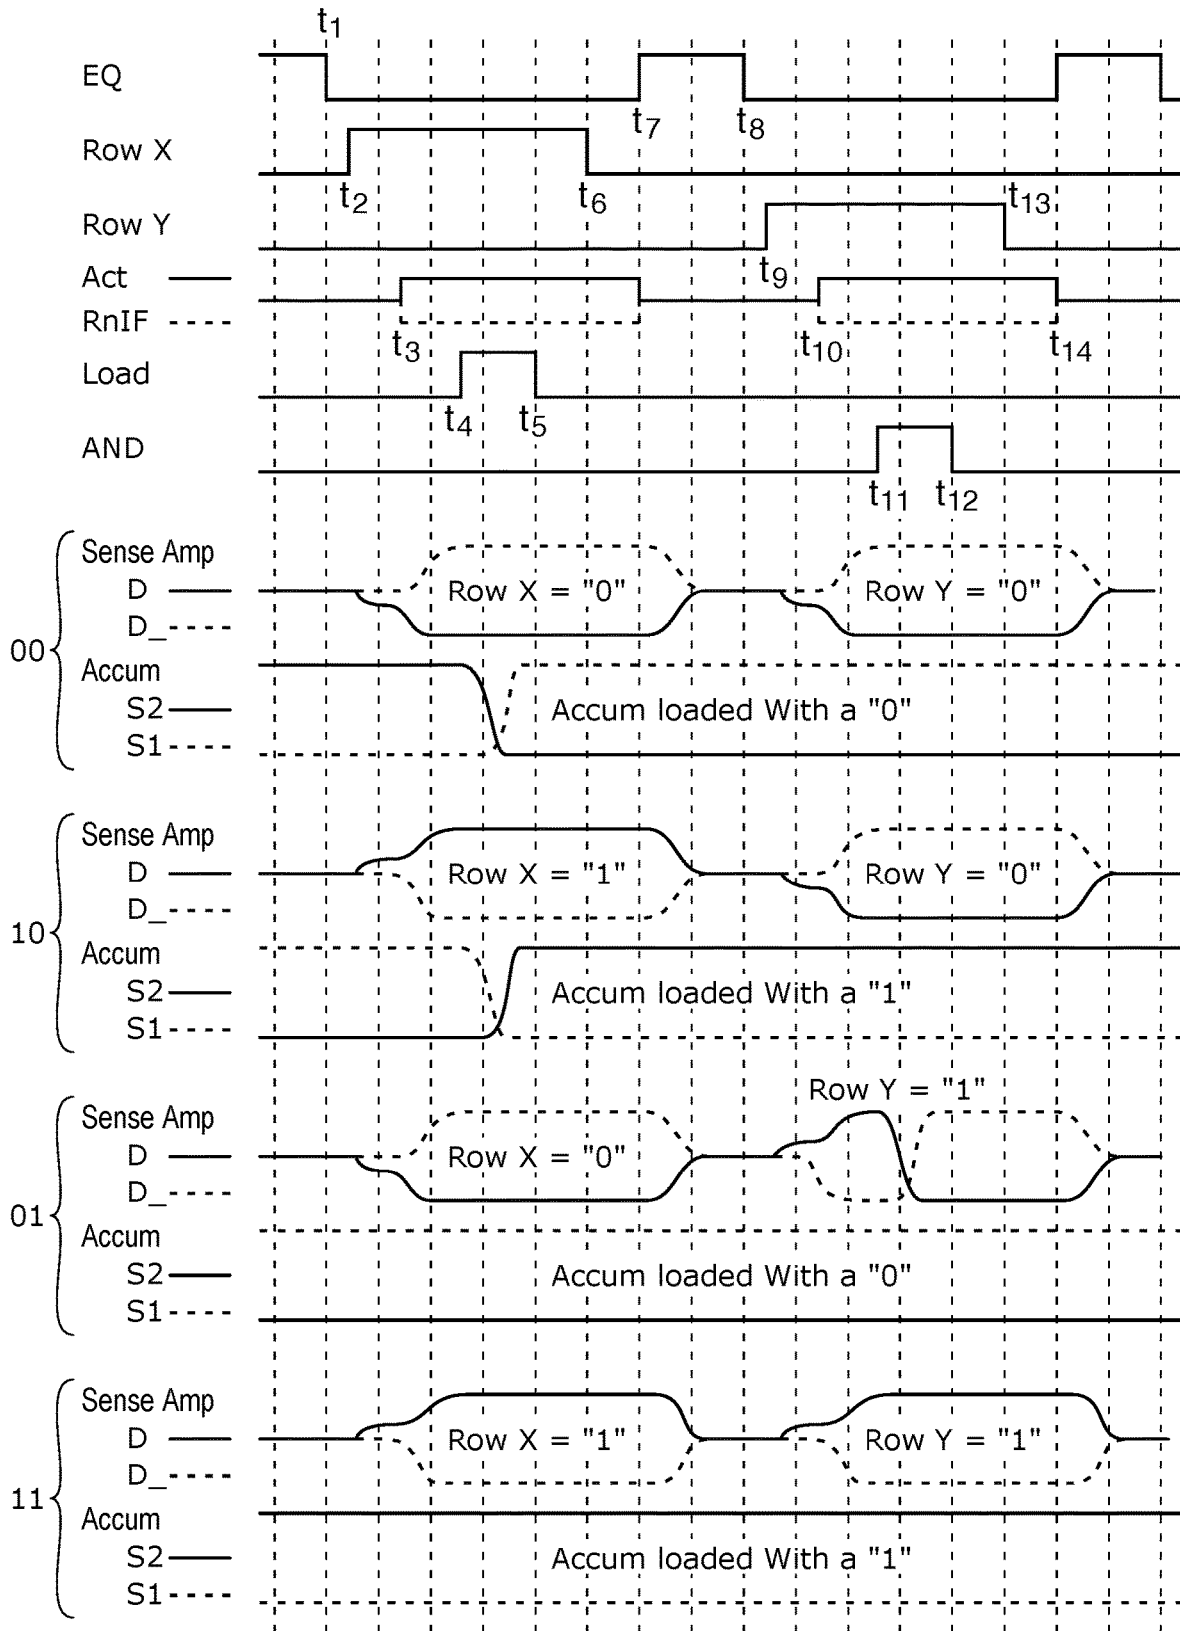 t1
EQ
t7 t8
Row X
t2 t6 t13
Row Y
t9
Act
RnIF
t3 t10 t14
Load
t4 t5
AND
t11 t12
00
Sense Amp
D
D_
Row X = "0" Row Y = "0"
Accum
S2
S1
Accum loaded With a "0"
10
Sense Amp
D
D_
Row X = "1" Row Y = "0"
Accum
S2
S1
Accum loaded With a "1"
01
Row Y = "1"
Sense Amp
D
D_
Row X = "0"
Accum
S2
S1
Accum loaded With a "0"
11
Sense Amp
D
D_
Row X = "1" Row Y = "1"
Accum
S2
S1
Accum loaded With a "1"